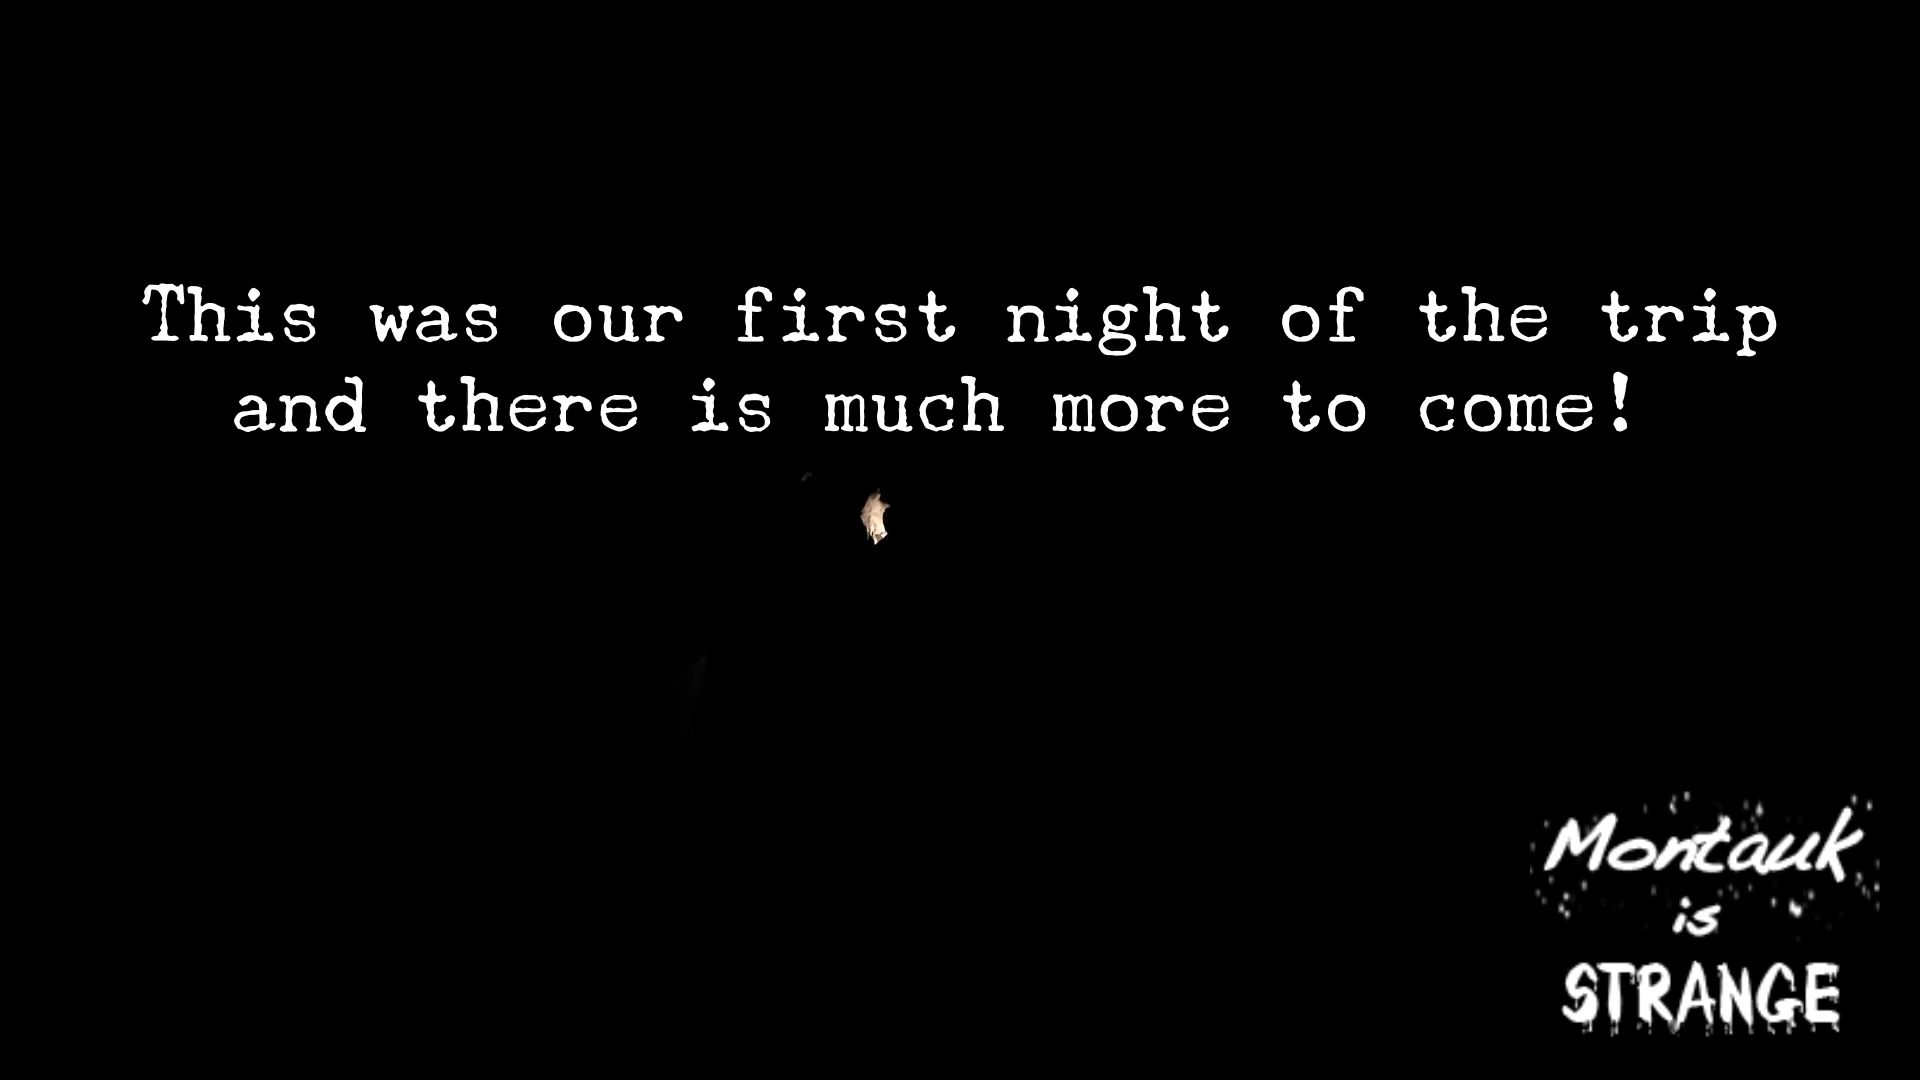 This was our first night of the trip
and there is much more to come!
Montauk
is
STRANGE